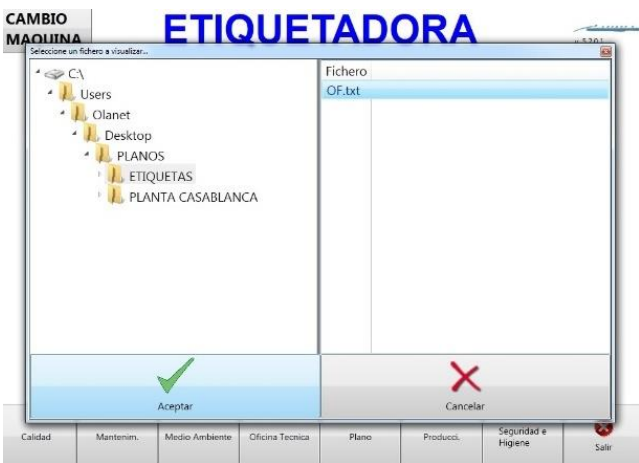 CAMBIO
MAQUINA
ETIQUETADORA
Seleccione un fichero a visualizar...
C:\
Users
Olanet
Desktop
PLANOS
ETIQUETAS
PLANTA CASABLANCA
Fichero
OF.txt
Aceptar
Cancelar
Calidad
Mantenim.
Medio Ambiente
Oficina Tecnica
Plano
Producci.
Seguridad e
Higiene
Salir